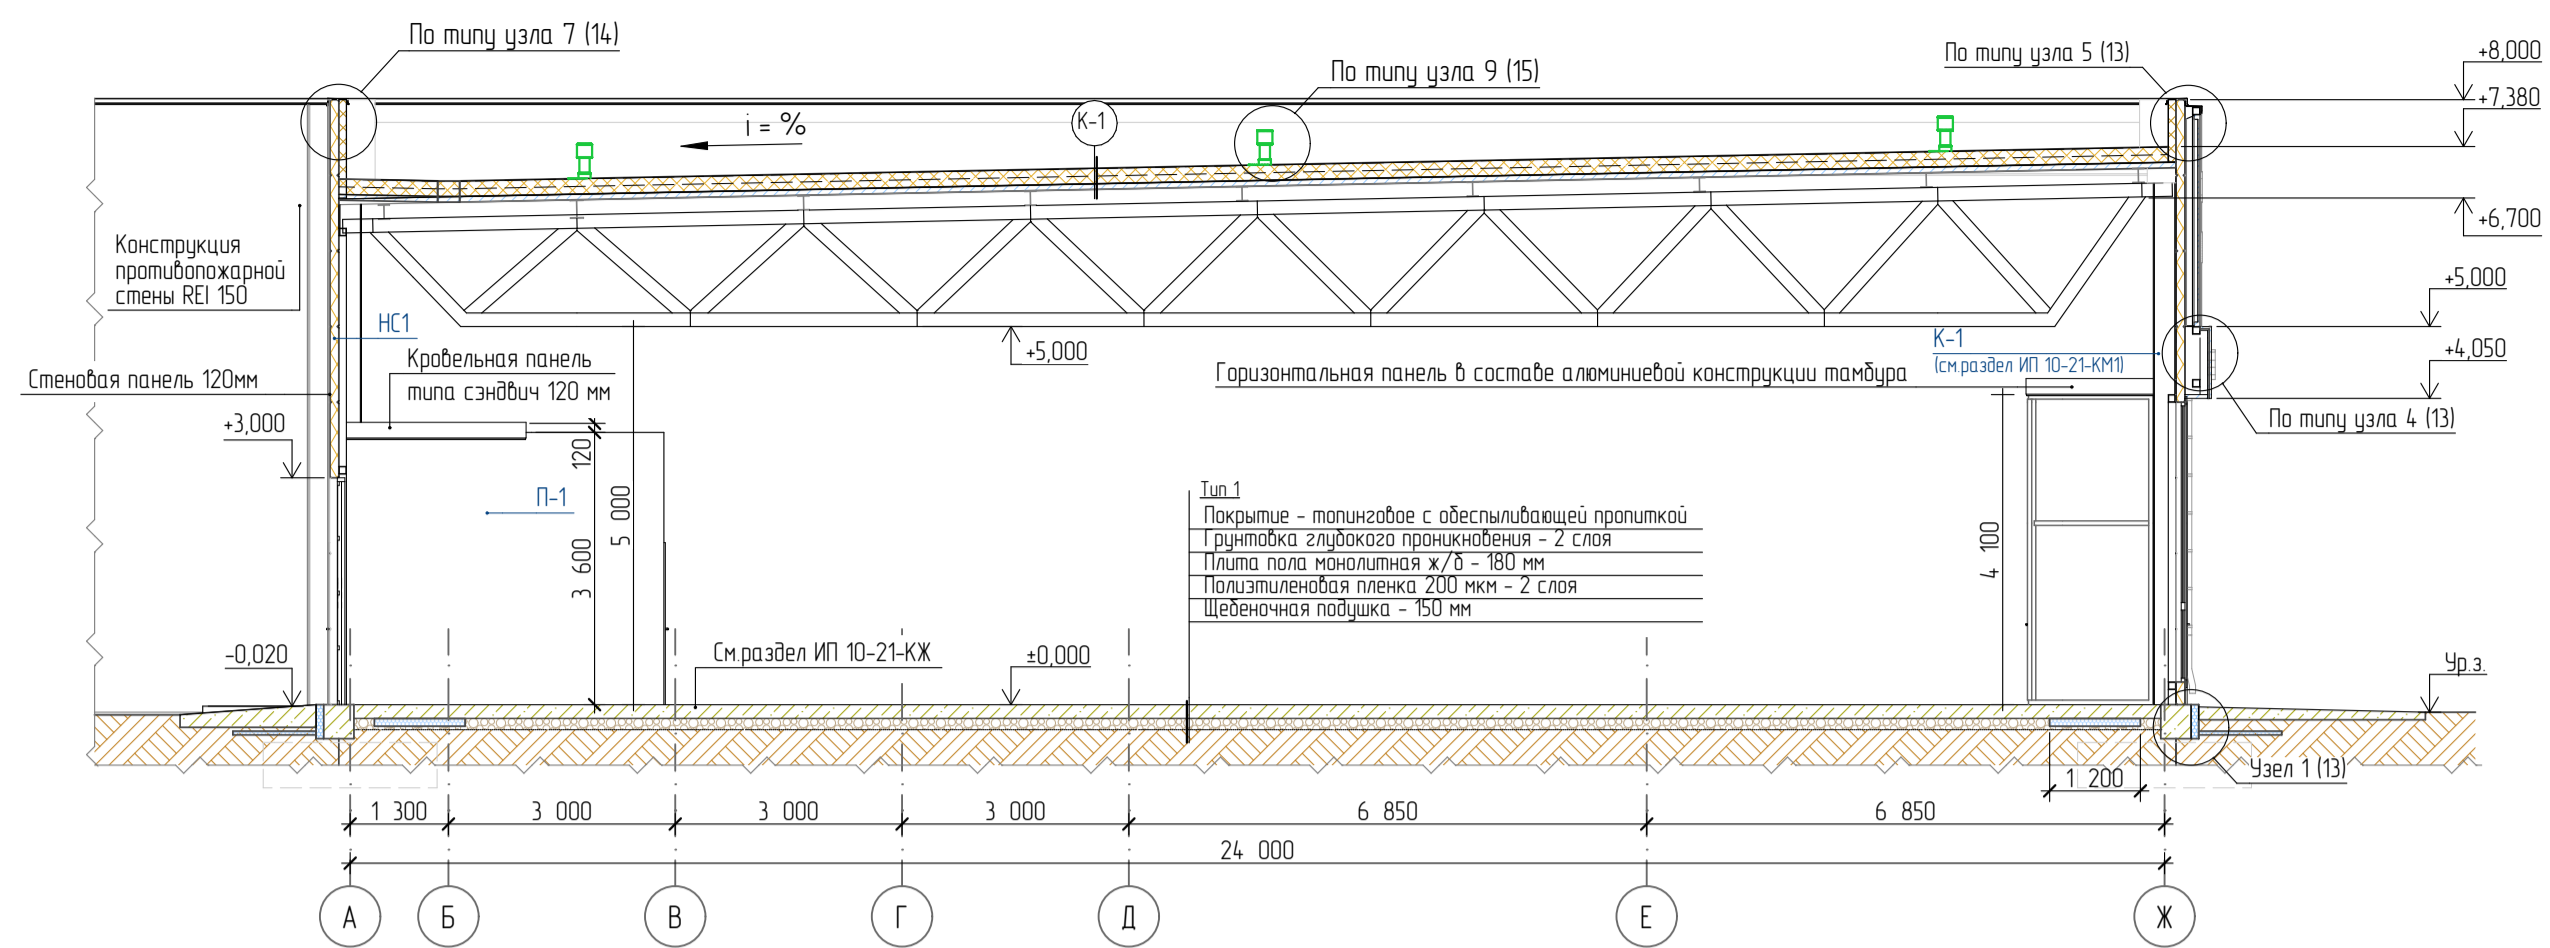 По типу узла 7 (14)
По типу узла 9 (15)
По типу узла 5 (13)
+8,000
+7,380
+6,700
i = %
К-1
Конструкция
противопожарной
стены REI 150
НС1
Кровельная панель
типа сэндвич 120 мм
Стеновая панель 120мм
+3,000
+5,000
Горизонтальная панель в составе алюминиевой конструкции тамбура
К-1
(см.раздел ИП 10-21-КМ1)
+5,000
+4,050
По типу узла 4 (13)
П-1
120
3 600
5 000
4 100
Тип 1
Покрытие - топинговое с обеспыливающей пропиткой
Грунтовка глубокого проникновения - 2 слоя
Плита пола монолитная ж/б - 180 мм
Полиэтиленовая пленка 200 мкм - 2 слоя
Щебеночная подушка - 150 мм
-0,020
См.раздел ИП 10-21-КЖ
±0,000
Ур.з.
Узел 1 (13)
1 200
1 300
3 000
3 000
3 000
6 850
6 850
24 000
А
Б
В
Г
Д
Е
Ж